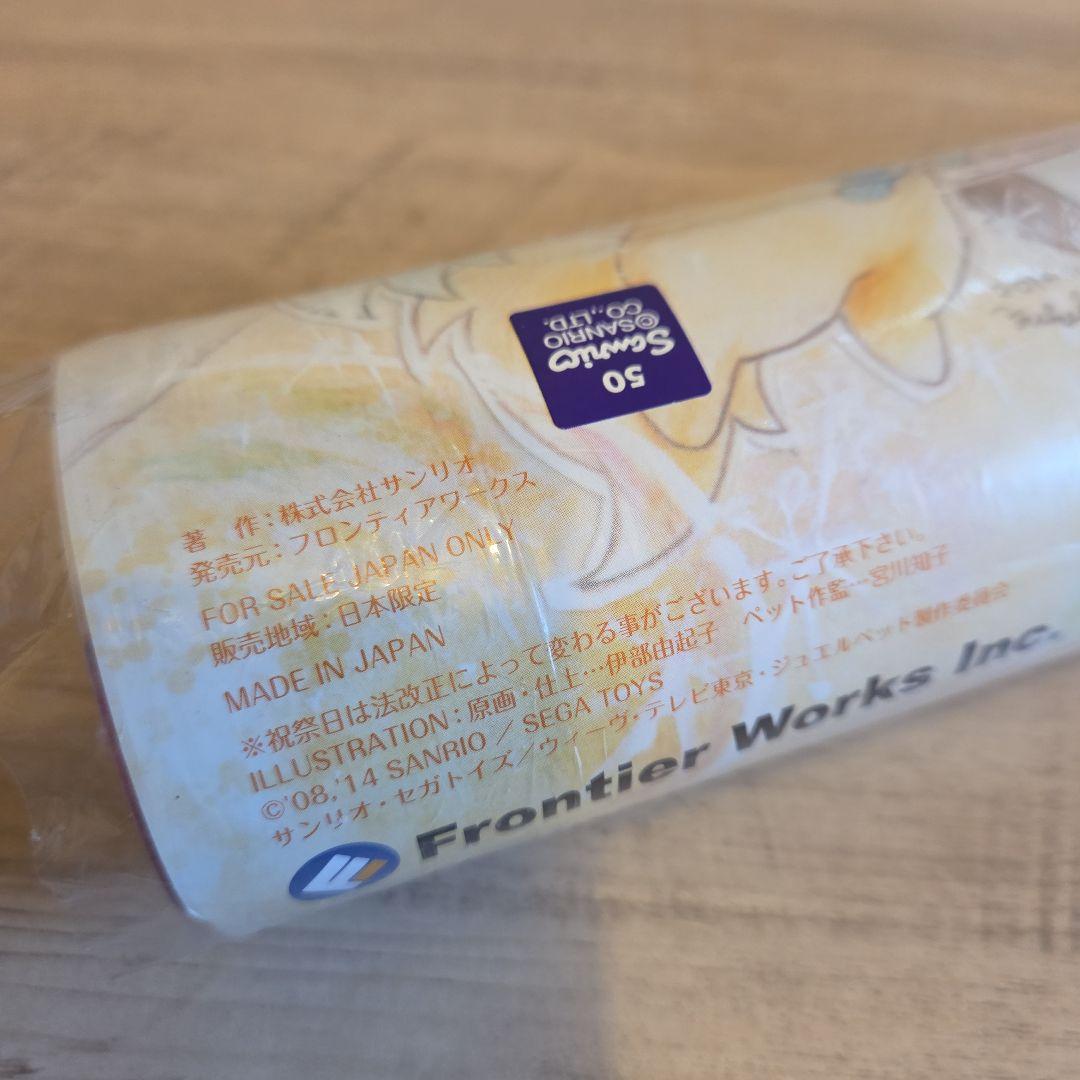 50
Sanrio
©SANRIO
CO.,LTD.
著　作：株式会社サンリオ
発売元：フロンティアワークス
FOR SALE JAPAN ONLY
販売地域：日本限定
MADE IN JAPAN
※祝祭日は法改正によって変わる事がございます。ご了承下さい。
ILLUSTRATION：原画・仕上…伊部由起子　ペット作監…宮川知子
©'08,'14 SANRIO／SEGA TOYS
サンリオ・セガトイズ／ウィーヴ・テレビ東京・ジュエルペット製作委員会
Frontier Works Inc.